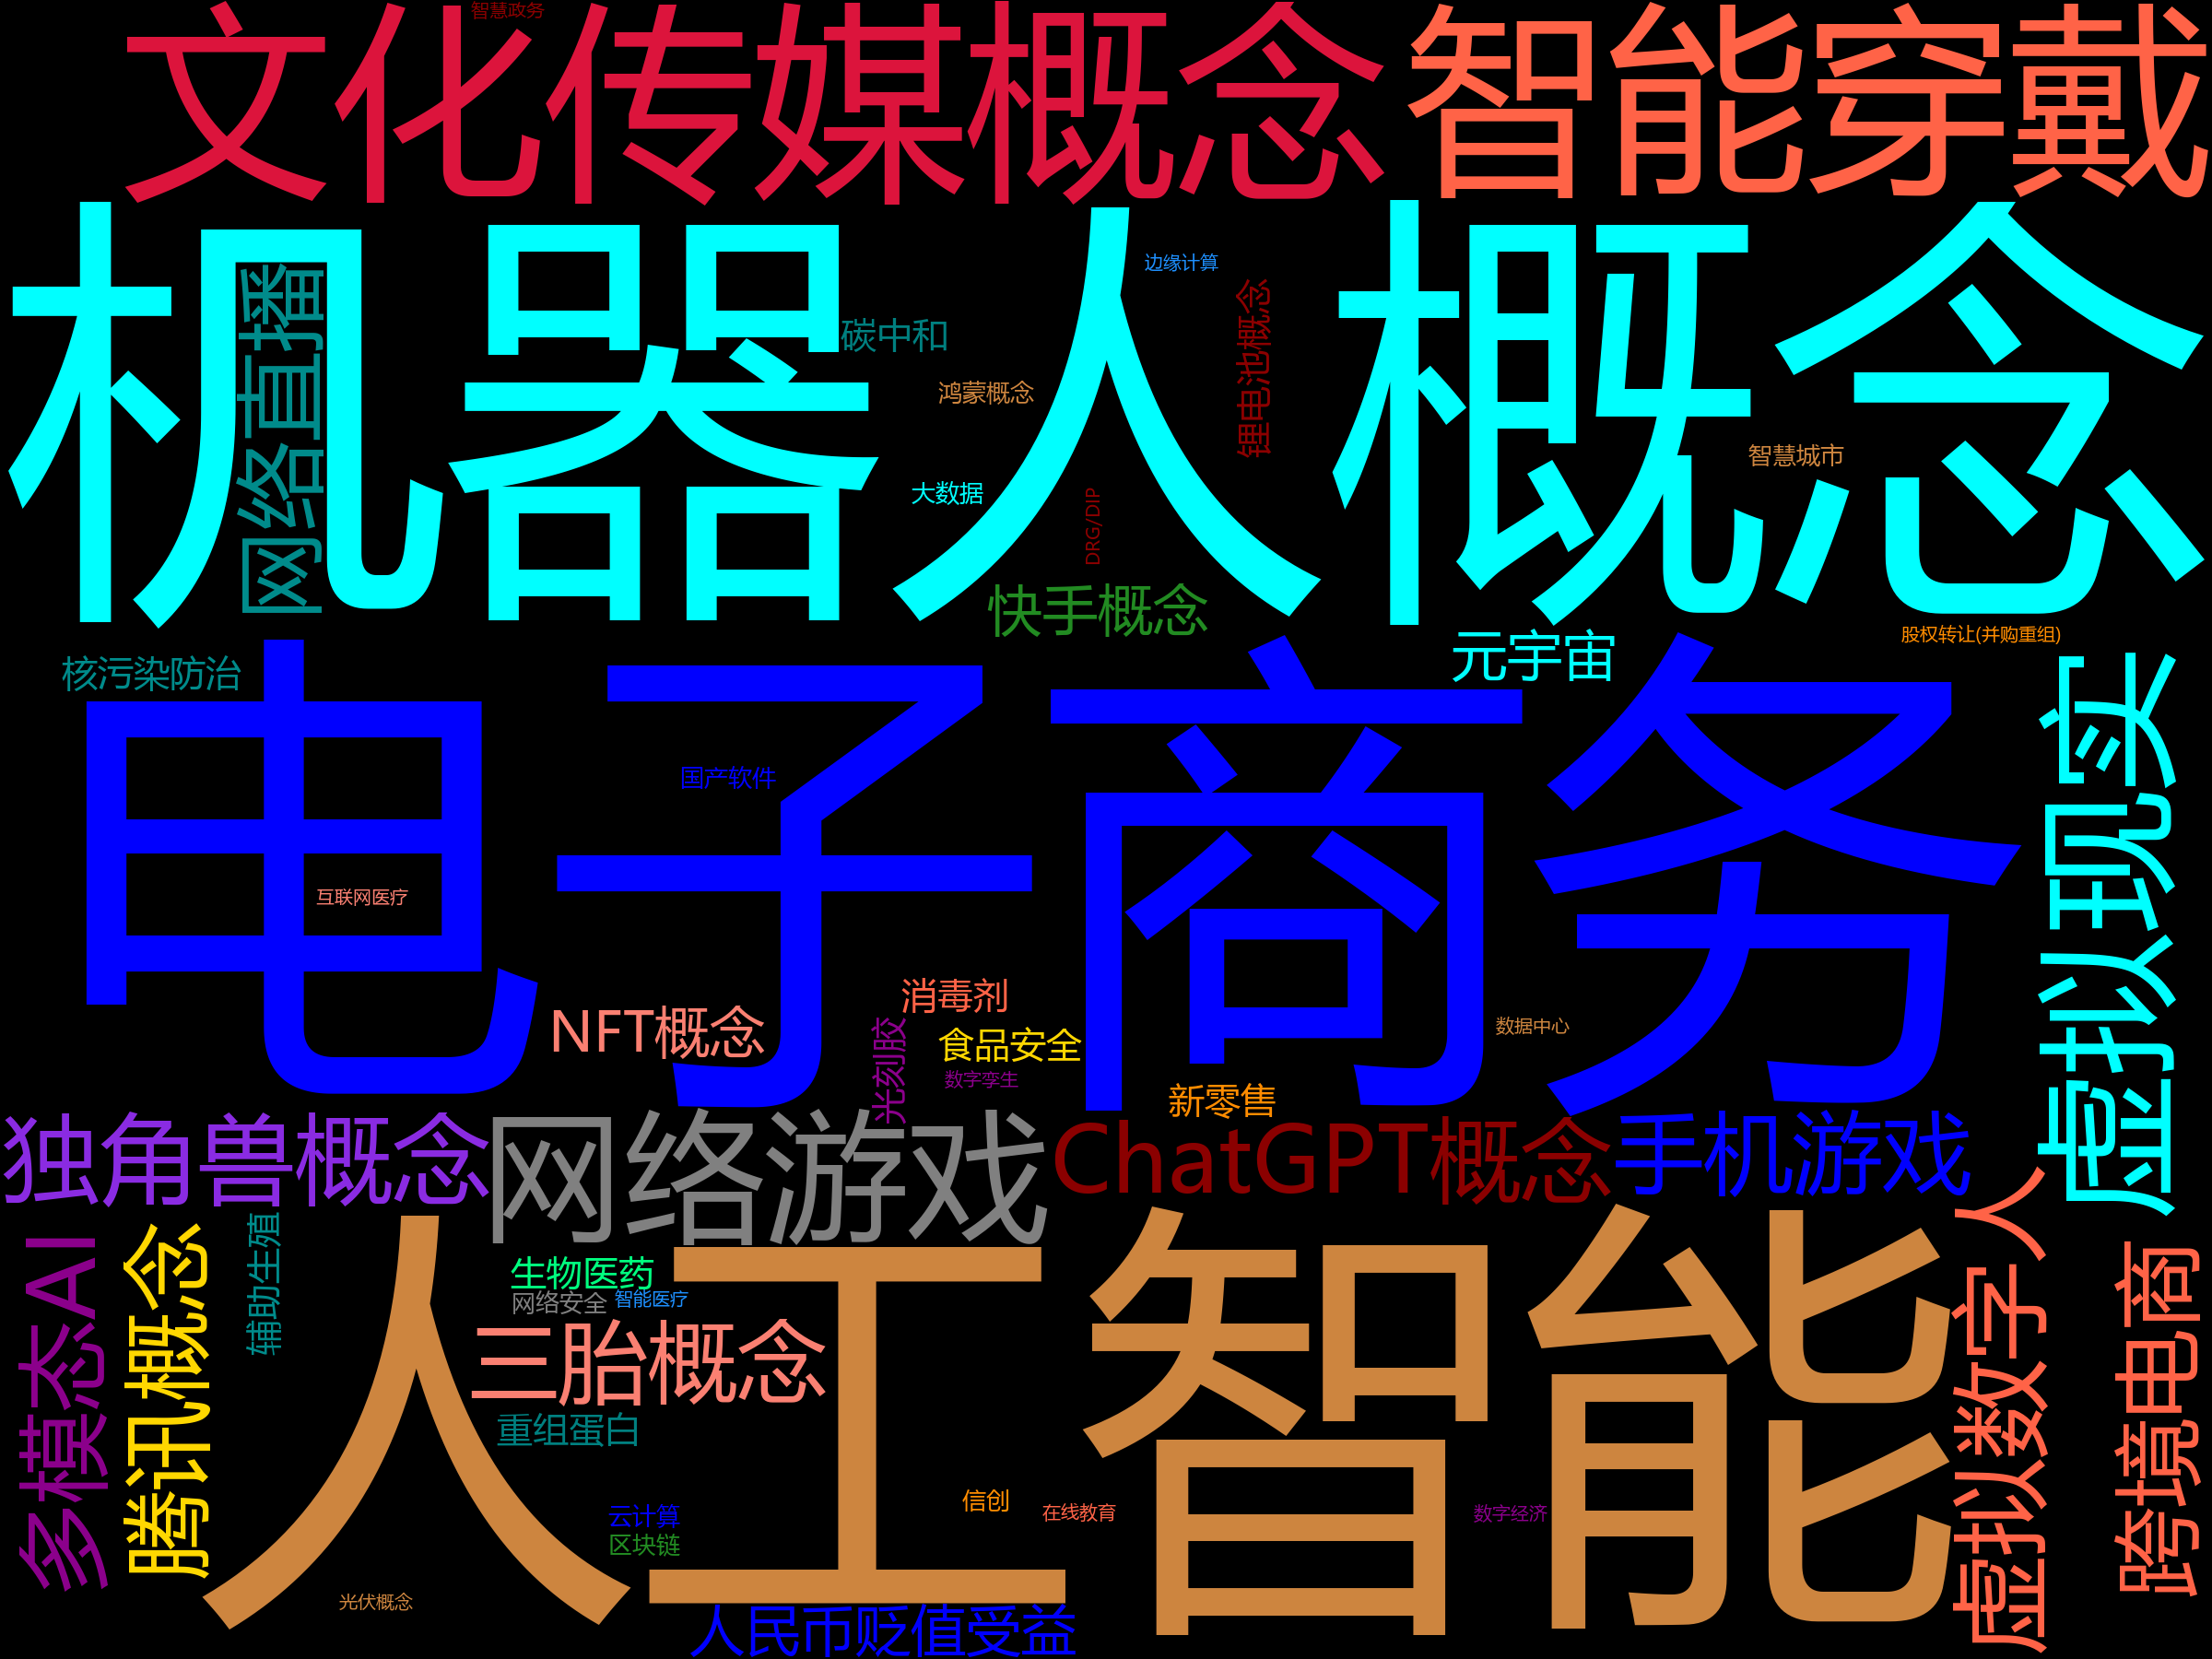 智慧政务
文化传媒概念
智能穿戴
机器人概念
边缘计算
网络直播
锂电池概念
碳中和
鸿蒙概念
智慧城市
大数据
DRG/DIP
快手概念
元宇宙
股权转让(并购重组)
核污染防治
电子商务
虚拟现实
国产软件
互联网医疗
消毒剂
NFT概念
光刻胶
食品安全
数据中心
数字孪生
新零售
独角兽概念
网络游戏
ChatGPT概念
手机游戏
人工智能
虚拟数字人
多模态AI
腾讯概念
辅助生殖
跨境电商
生物医药
网络安全
智能医疗
三胎概念
重组蛋白
信创
在线教育
数字经济
云计算
区块链
光伏概念
人民币贬值受益